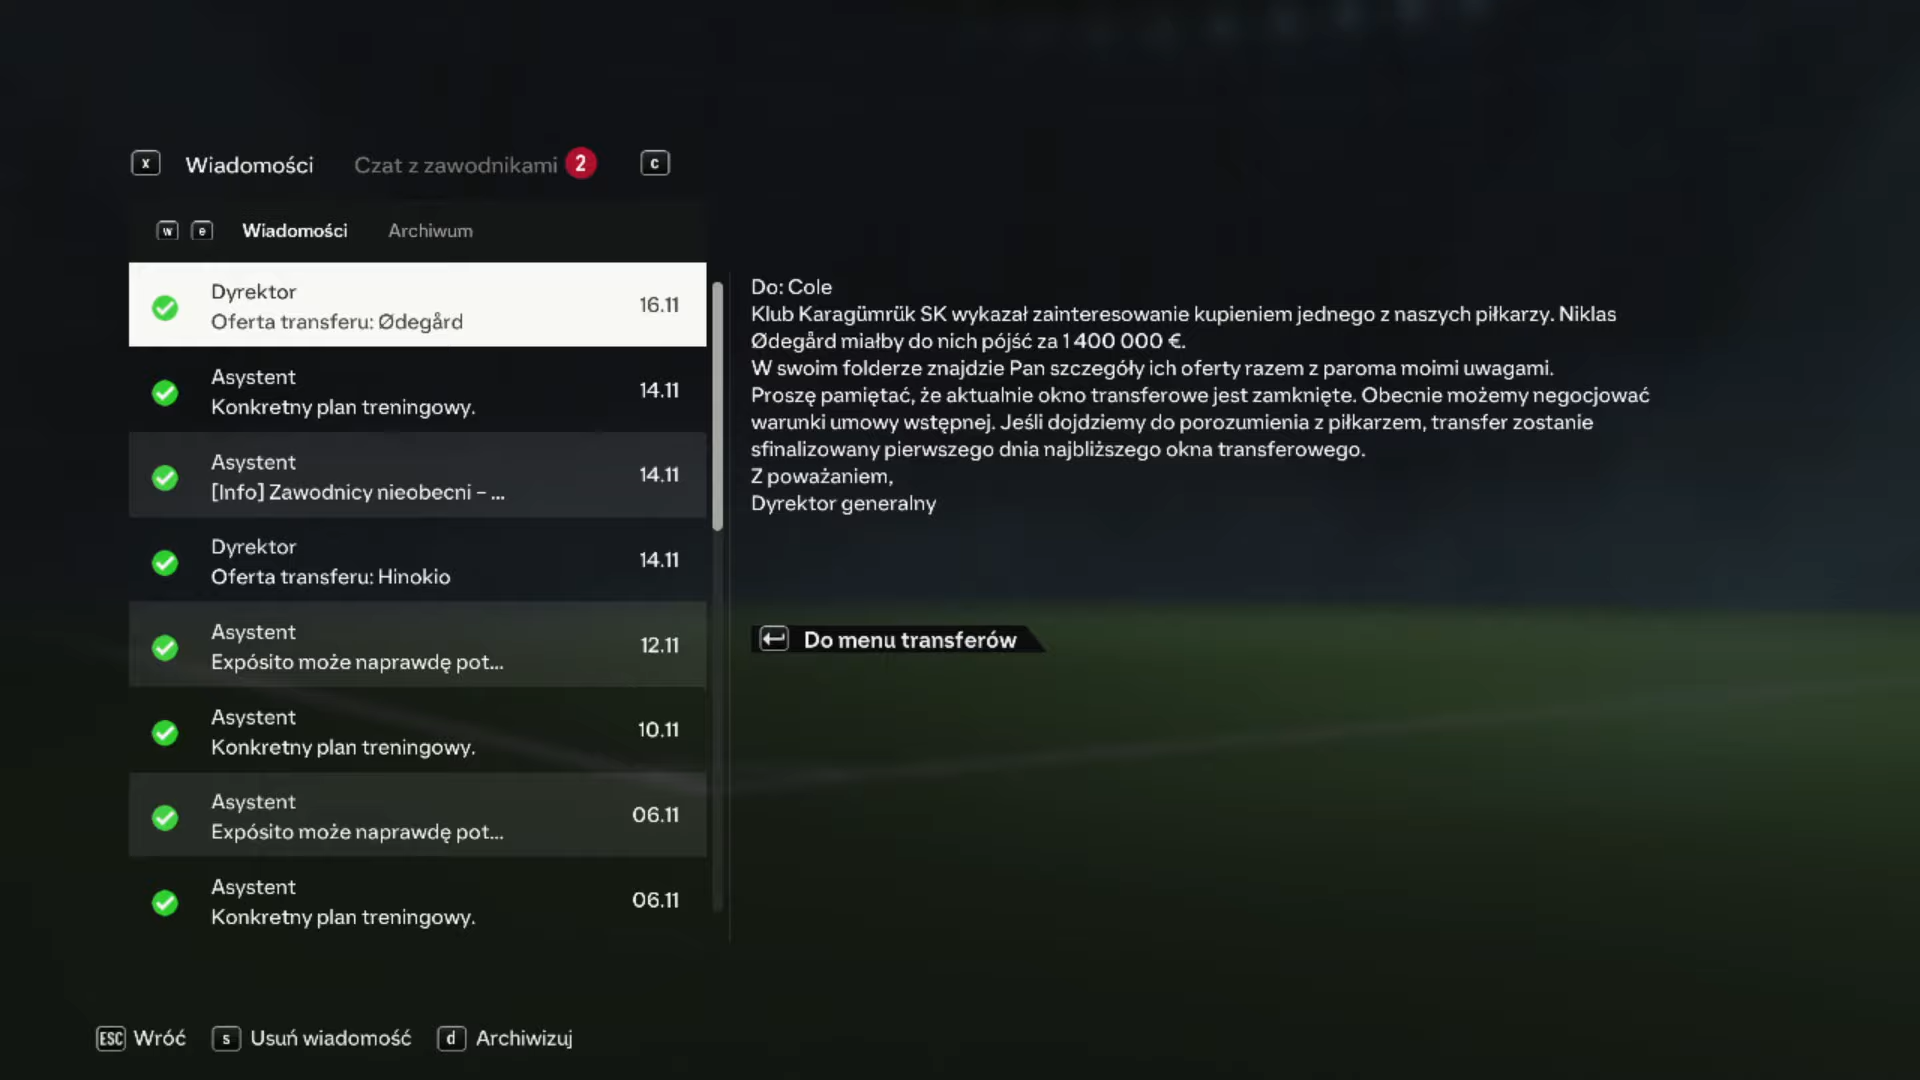 x Wiadomości Czat z zawodnikami 2 c
w e Wiadomości Archiwum
Dyrektor
Oferta transferu: Ødegård
16.11
Asystent
Konkretny plan treningowy.
14.11
Asystent
[Info] Zawodnicy nieobecni – ...
14.11
Dyrektor
Oferta transferu: Hinokio
14.11
Asystent
Expósito może naprawdę pot...
12.11
Asystent
Konkretny plan treningowy.
10.11
Asystent
Expósito może naprawdę pot...
06.11
Asystent
Konkretny plan treningowy.
06.11
Do: Cole
Klub Karagümrük SK wykazał zainteresowanie kupieniem jednego z naszych piłkarzy. Niklas
Ødegård miałby do nich pójść za 1 400 000 €.
W swoim folderze znajdzie Pan szczegóły ich oferty razem z paroma moimi uwagami.
Proszę pamiętać, że aktualnie okno transferowe jest zamknięte. Obecnie możemy negocjować
warunki umowy wstępnej. Jeśli dojdziemy do porozumienia z piłkarzem, transfer zostanie
sfinalizowany pierwszego dnia najbliższego okna transferowego.
Z poważaniem,
Dyrektor generalny
Do menu transferów
ESC Wróć s Usuń wiadomość d Archiwizuj